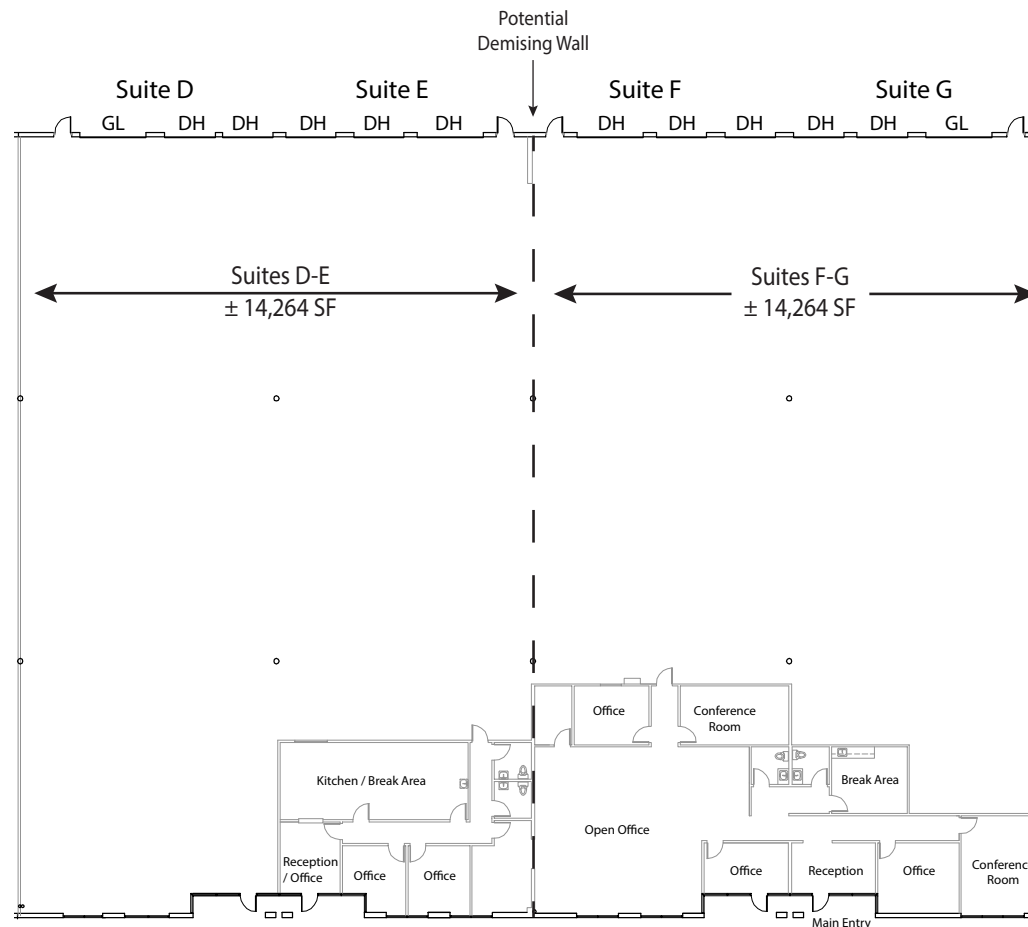 Potential
Demising Wall
Suite D
Suite E
Suite F
Suite G
GL DH DH DH DH DH DH DH DH DH DH GL
Suites D-E
± 14,264 SF
Suites F-G
± 14,264 SF
Office
Conference
Room
Kitchen / Break Area
Break Area
Open Office
Reception
/ Office
Office
Office
Office
Reception
Office
Conference
Room
Main Entry